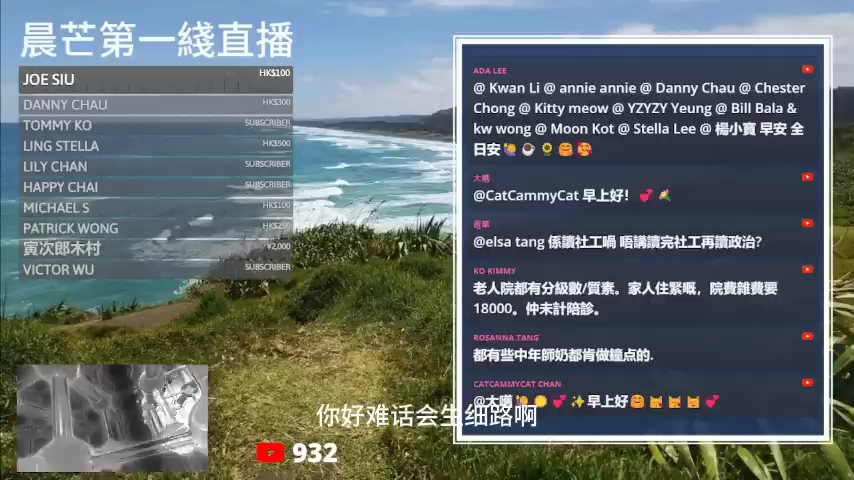 晨芒第一綫直播
JOE SIU HK$100
DANNY CHAU HK$300
TOMMY KO SUBSCRIBER
LING STELLA HK$500
LILY CHAN SUBSCRIBER
HAPPY CHAI SUBSCRIBER
MICHAEL S HK$100
PATRICK WONG
寅次郎木村 ¥2,000
VICTOR WU SUBSCRIBER
ADA LEE
@ Kwan Li @ annie annie @ Danny Chau @ Chester
Chong @ Kitty meow @ YZYZY Yeung @ Bill Bala &
kw wong @ Moon Kot @ Stella Lee @ 楊小寶 早安 全
日安👋☕🌻🤗🥰
@CatCammyCat 早上好！ 💕💐
@elsa tang 係讀社工喎 唔講讀完社工再讀政治?
KO KIMMY
老人院都有分級數/質素。家人住緊嘅，院費雜費要
18000。仲未計陪診。
ROSANNA TANG
都有些中年師奶都肯做鐘点的.
CATCAMMYCAT CHAN
早上好🤗😸😸😸💕
你好难话会生细路啊
932